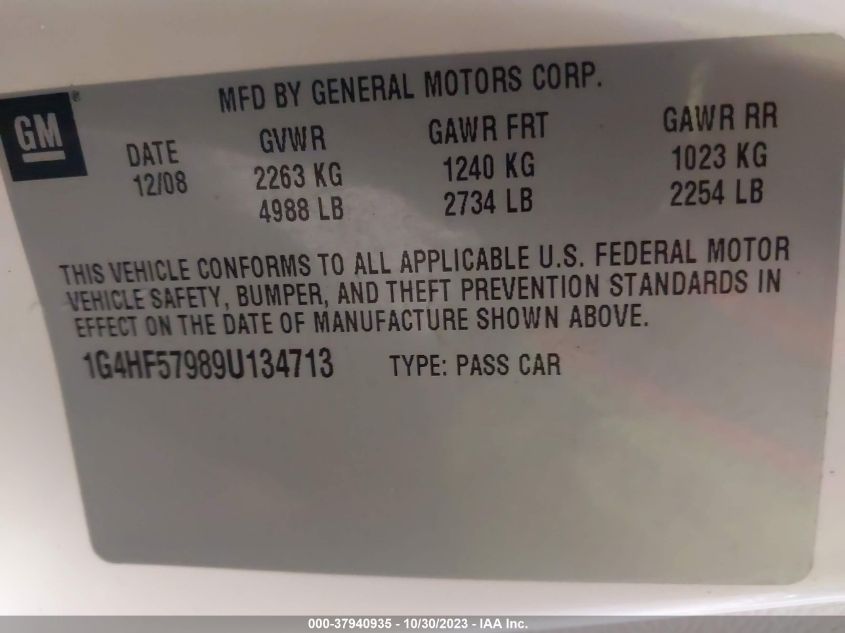 MFD BY GENERAL MOTORS CORP.
GM®
DATE GVWR GAWR FRT GAWR RR
12/08 2263 KG 1240 KG 1023 KG
4988 LB 2734 LB 2254 LB
THIS VEHICLE CONFORMS TO ALL APPLICABLE U.S. FEDERAL MOTOR
VEHICLE SAFETY, BUMPER, AND THEFT PREVENTION STANDARDS IN
EFFECT ON THE DATE OF MANUFACTURE SHOWN ABOVE.
1G4HF57989U134713 TYPE: PASS CAR
000-37940935 - 10/30/2023 - IAA Inc.